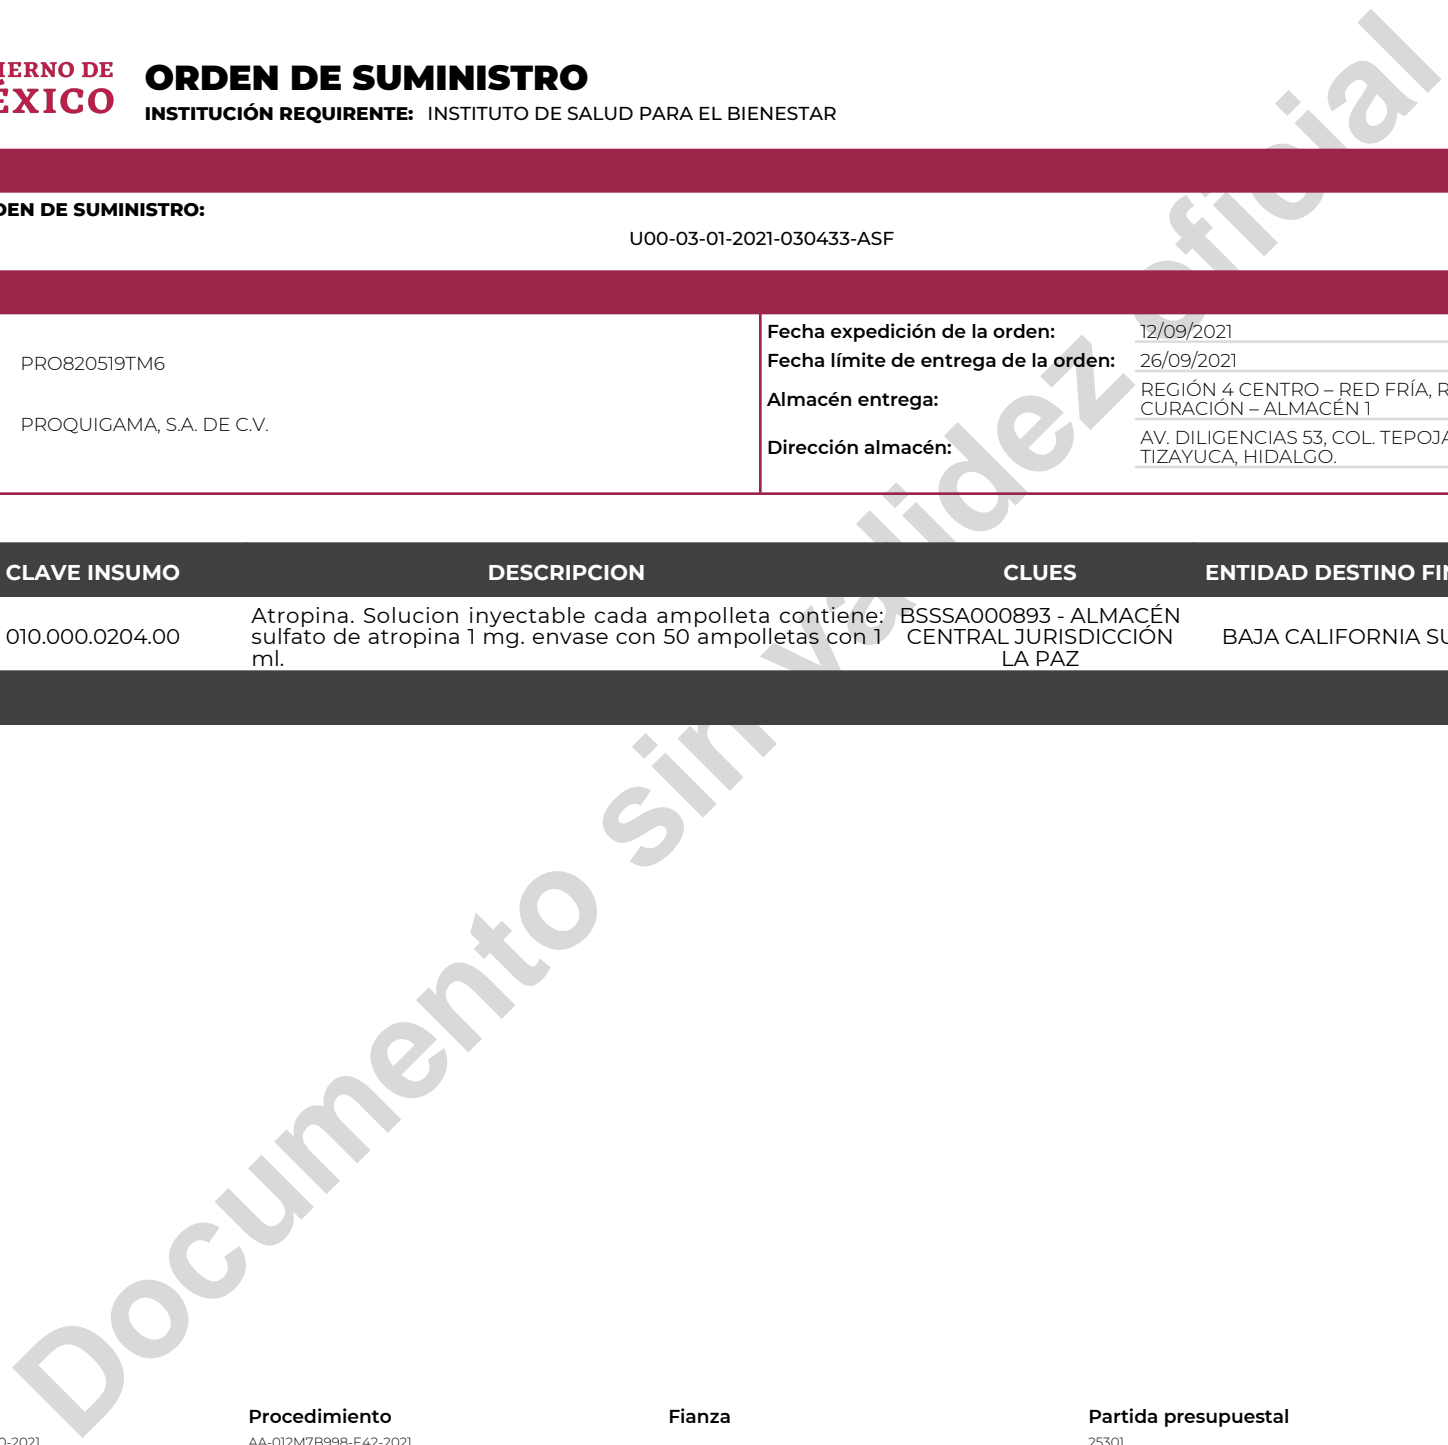 IERNO DE
ÉXICO
ORDEN DE SUMINISTRO
INSTITUCIÓN REQUIRENTE: INSTITUTO DE SALUD PARA EL BIENESTAR
DEN DE SUMINISTRO:
U00-03-01-2021-030433-ASF
PRO820519TM6
PROQUIGAMA, S.A. DE C.V.
Fecha expedición de la orden: 12/09/2021
Fecha límite de entrega de la orden: 26/09/2021
Almacén entrega: REGIÓN 4 CENTRO – RED FRÍA, R
CURACIÓN – ALMACÉN 1
Dirección almacén: AV. DILIGENCIAS 53, COL. TEPOJA
TIZAYUCA, HIDALGO.
CLAVE INSUMO DESCRIPCION CLUES ENTIDAD DESTINO FIN
010.000.0204.00
Atropina. Solucion inyectable cada ampolleta contiene:
sulfato de atropina 1 mg. envase con 50 ampolletas con 1
ml.
BSSSA000893 - ALMACÉN
CENTRAL JURISDICCIÓN
LA PAZ
BAJA CALIFORNIA SU
Documento sin validez oficial
Procedimiento Fianza Partida presupuestal
0-2021 AA-012M7B998-E42-2021 25301